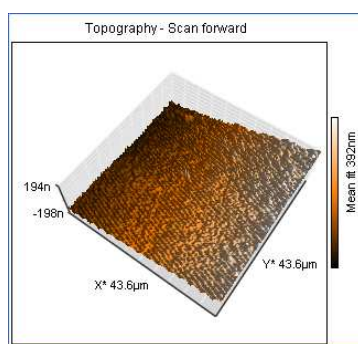 Topography - Scan forward
194n
-198n
X* 43.6µm
Y* 43.6µm
Mean fit 392nm